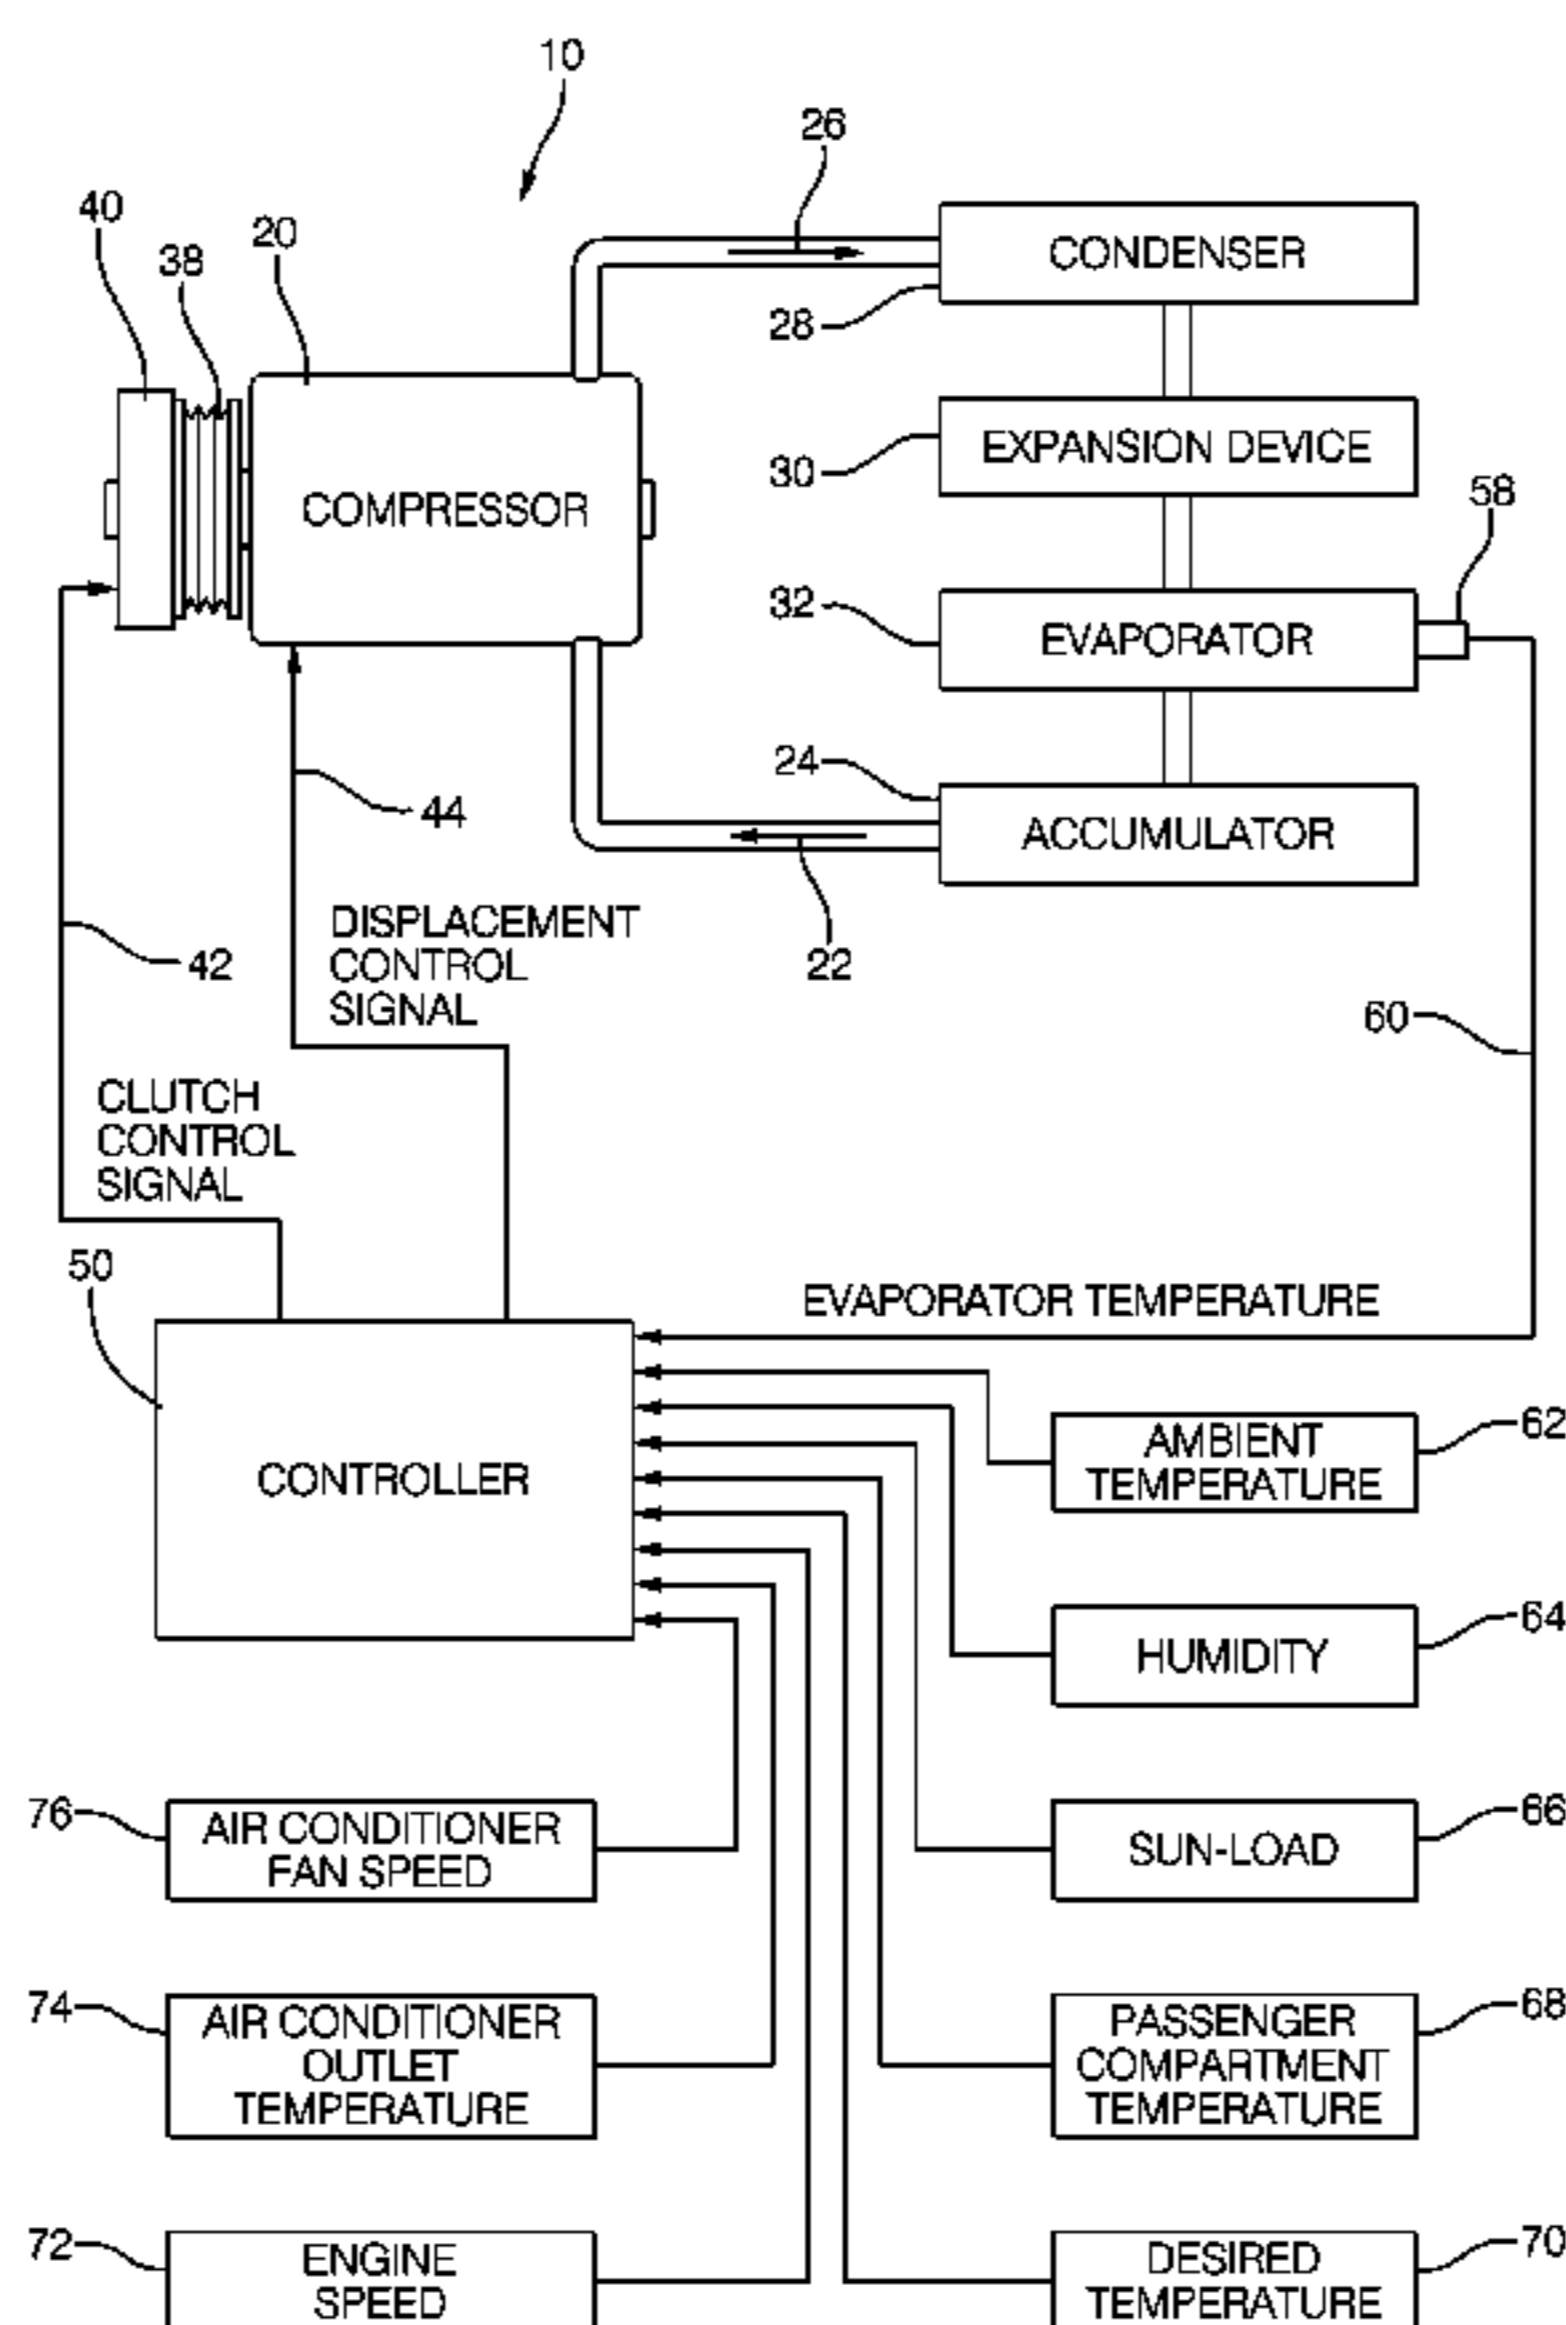 10
26
40
20
38
CONDENSER
28
EXPANSION DEVICE
30
COMPRESSOR
58
32
EVAPORATOR
24
ACCUMULATOR
44
22
DISPLACEMENT
CONTROL
SIGNAL
42
60
CLUTCH
CONTROL
SIGNAL
50
EVAPORATOR TEMPERATURE
CONTROLLER
AMBIENT
TEMPERATURE
62
HUMIDITY
64
76
AIR CONDITIONER
FAN SPEED
SUN-LOAD
66
74
AIR CONDITIONER
OUTLET
TEMPERATURE
PASSENGER
COMPARTMENT
TEMPERATURE
68
72
ENGINE
SPEED
DESIRED
TEMPERATURE
70